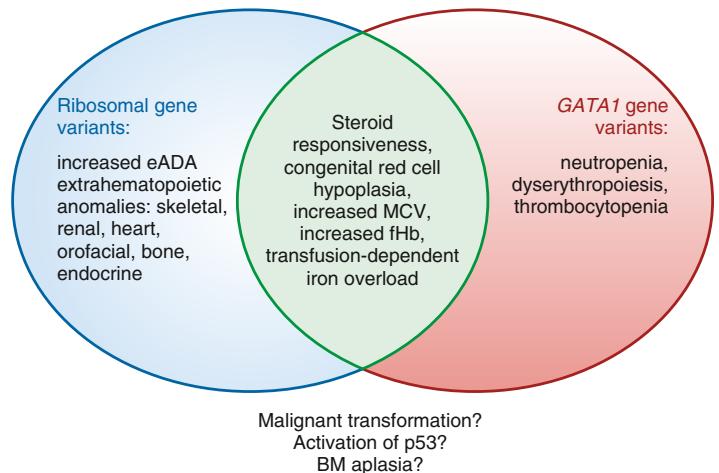 Ribosomal gene
variants:
increased eADA
extrahematopoietic
anomalies: skeletal,
renal, heart,
orofacial, bone,
endocrine
Steroid
responsiveness,
congenital red cell
hypoplasia,
increased MCV,
increased fHb,
transfusion-dependent
iron overload
GATA1 gene
variants:
neutropenia,
dyserythropoiesis,
thrombocytopenia
Malignant transformation?
Activation of p53?
BM aplasia?